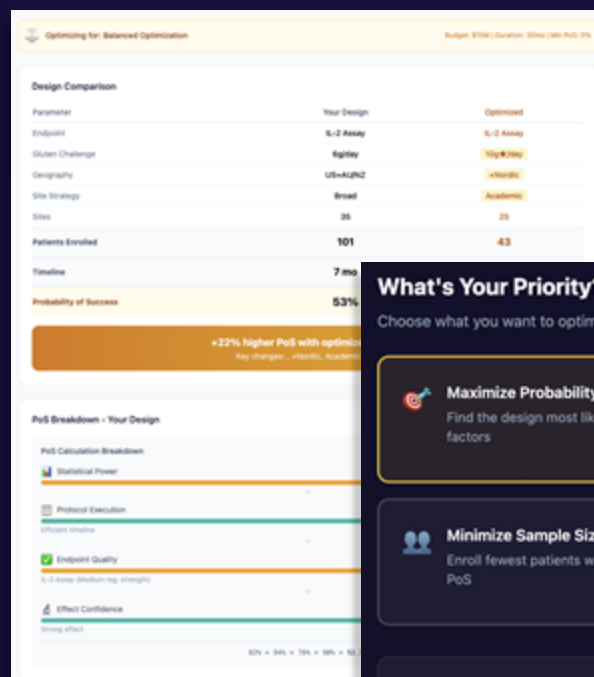 Optimizing for: Balanced Optimization
Budget: $15M | Duration: 30mo | Min PoS: 0%
Design Comparison
Parameter Your Design Optimized
Endpoint IL-2 Assay IL-2 Assay
Gluten Challenge 6g/day 10g★/day
Geography US+AU/NZ +Nordic
Site Strategy Broad Academic
Sites 35 25
Patients Enrolled 101 43
Timeline 7 mo
Probability of Success 53%
+22% higher PoS with optimiz
Key changes: , +Nordic, Academi
PoS Breakdown - Your Design
PoS Calculation Breakdown
Statistical Power
Protocol Execution
Efficient timeline
Endpoint Quality
IL-2 Assay (Medium reg. strength)
Effect Confidence
Strong effect
What's Your Priority?
Choose what you want to optim
Maximize Probability
Find the design most lik
factors
Minimize Sample Siz
Enroll fewest patients w
PoS